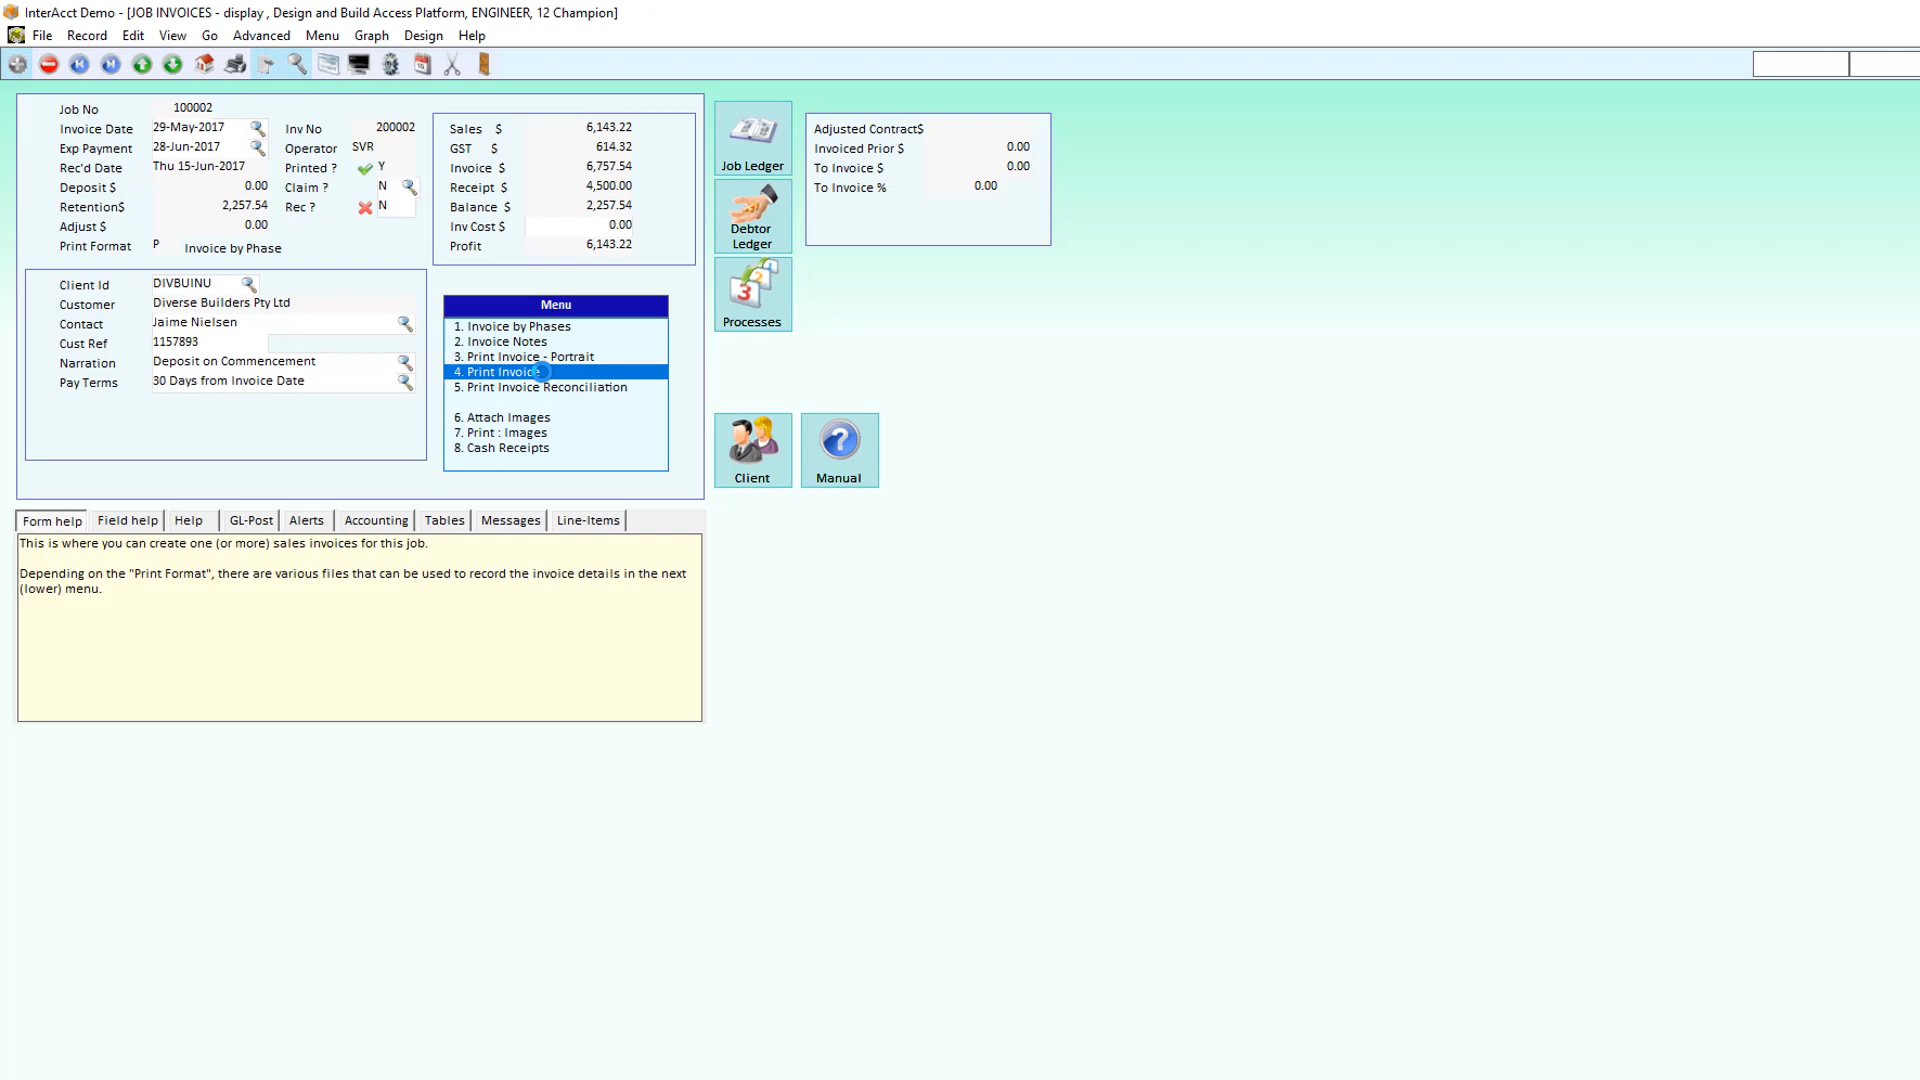 InterAcct Demo - [JOB INVOICES - display , Design and Build Access Platform, ENGINEER, 12 Champion]
File Record Edit View Go Advanced Menu Graph Design Help
Job No 100002
Invoice Date 29-May-2017 Inv No 200002
Exp Payment 28-Jun-2017 Operator SVR
Rec'd Date Thu 15-Jun-2017 Printed ? Y
Deposit $ 0.00 Claim ? N
Retention$ 2,257.54 Rec ? N
Adjust $ 0.00
Print Format P Invoice by Phase
Sales $ 6,143.22
GST $ 614.32
Invoice $ 6,757.54
Receipt $ 4,500.00
Balance $ 2,257.54
Inv Cost $ 0.00
Profit 6,143.22
Client Id DIVBUINU
Customer Diverse Builders Pty Ltd
Contact Jaime Nielsen
Cust Ref 1157893
Narration Deposit on Commencement
Pay Terms 30 Days from Invoice Date
Menu
1. Invoice by Phases
2. Invoice Notes
3. Print Invoice - Portrait
4. Print Invoice
5. Print Invoice Reconciliation
6. Attach Images
7. Print : Images
8. Cash Receipts
Job Ledger
Debtor
Ledger
Processes
Client
Manual
Adjusted Contract$
Invoiced Prior $ 0.00
To Invoice $ 0.00
To Invoice % 0.00
Form help Field help Help GL-Post Alerts Accounting Tables Messages Line-Items
This is where you can create one (or more) sales invoices for this job.
Depending on the "Print Format", there are various files that can be used to record the invoice details in the next
(lower) menu.